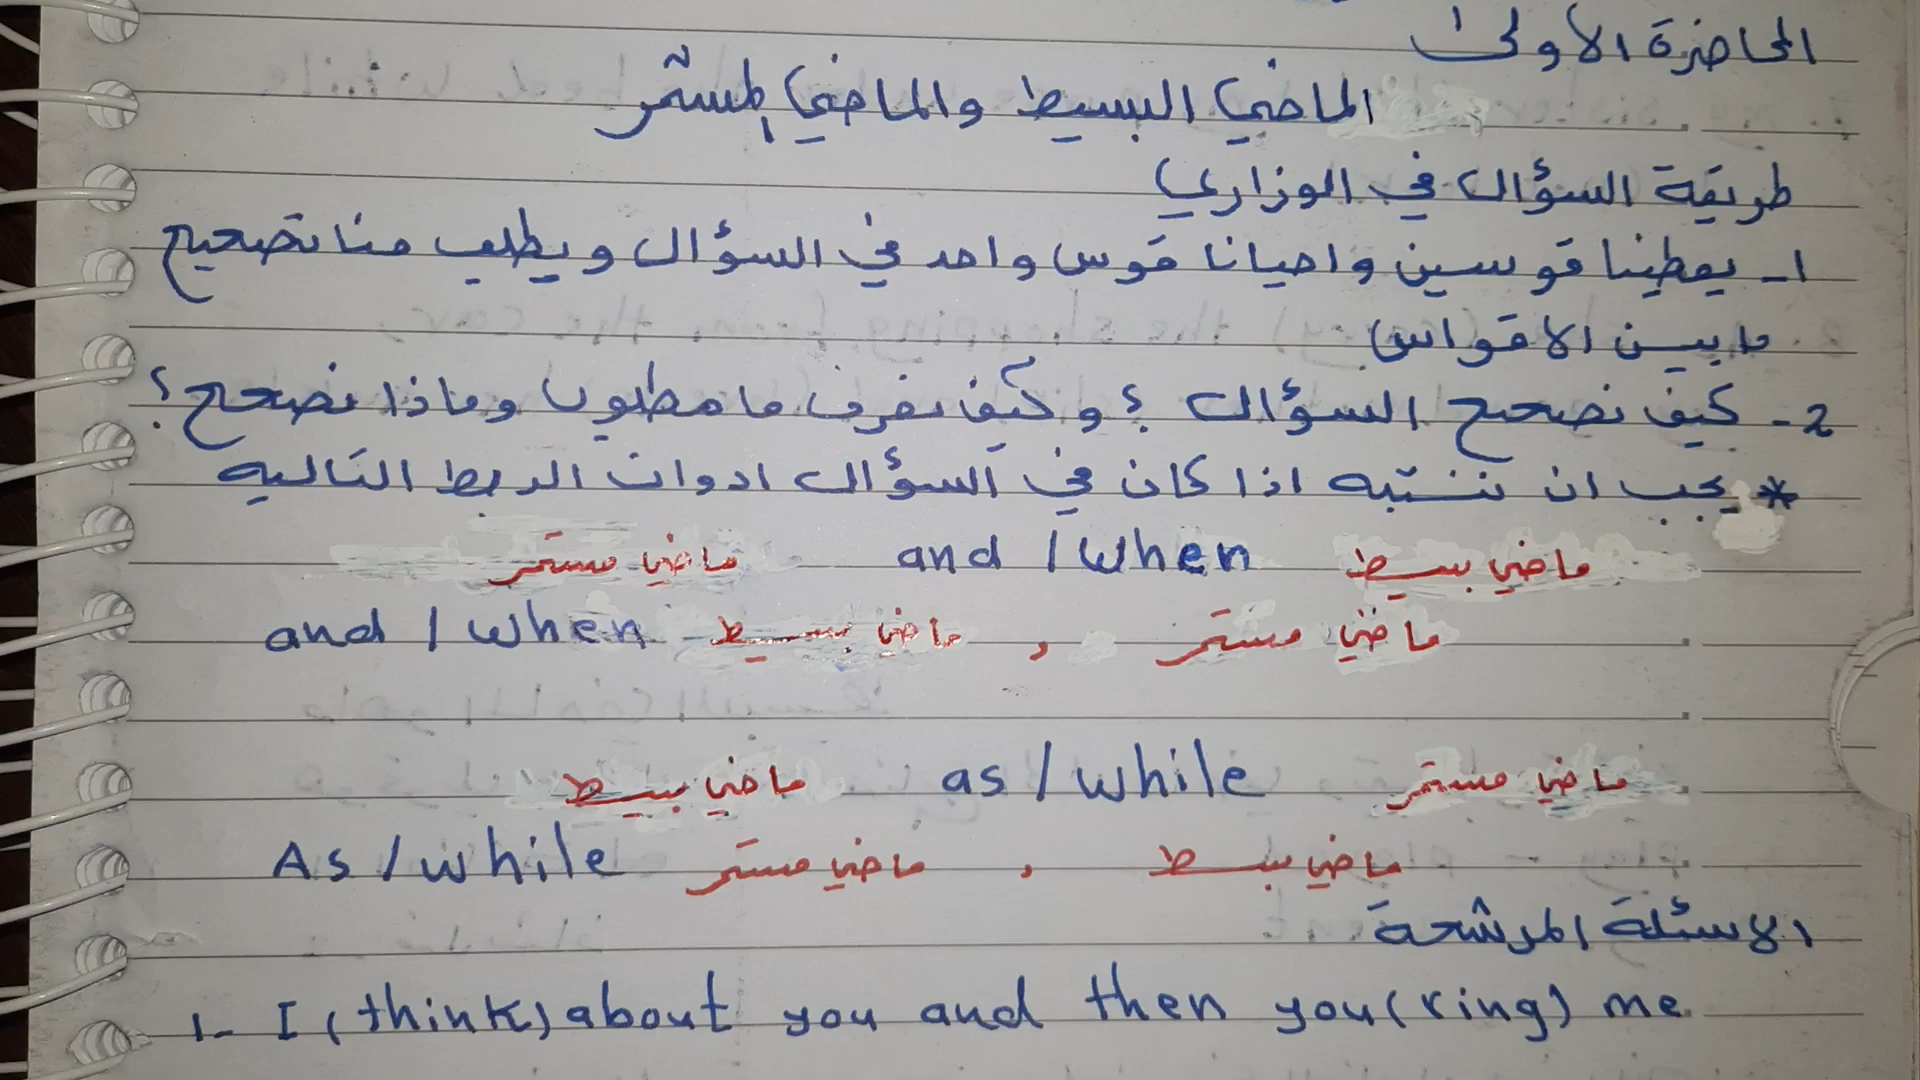 المحاضرة الأولى
الماضي البسيط والماضي المستمّر
طريقة السؤال في الوزاري
1- يعطينا قوسين واحيانا قوس واحد في السؤال ويطلب منا تصحيح
ما بين الاقواس
2- كيف نصحح السؤال ؟ وكيف نعرف ما مطلوب وماذا نصحح ؟
* يجب ان ننتبه اذا كان في السؤال ادوات الربط التاليه
ماضي مستمر and / when ماضي بسيط
and / when ماضي بسيط , ماضي مستمر
ماضي بسيط as / while ماضي مستمر
As / while ماضي مستمر , ماضي بسيط
الاسئلة المرشحة
1- I (think) about you and then you (ring) me